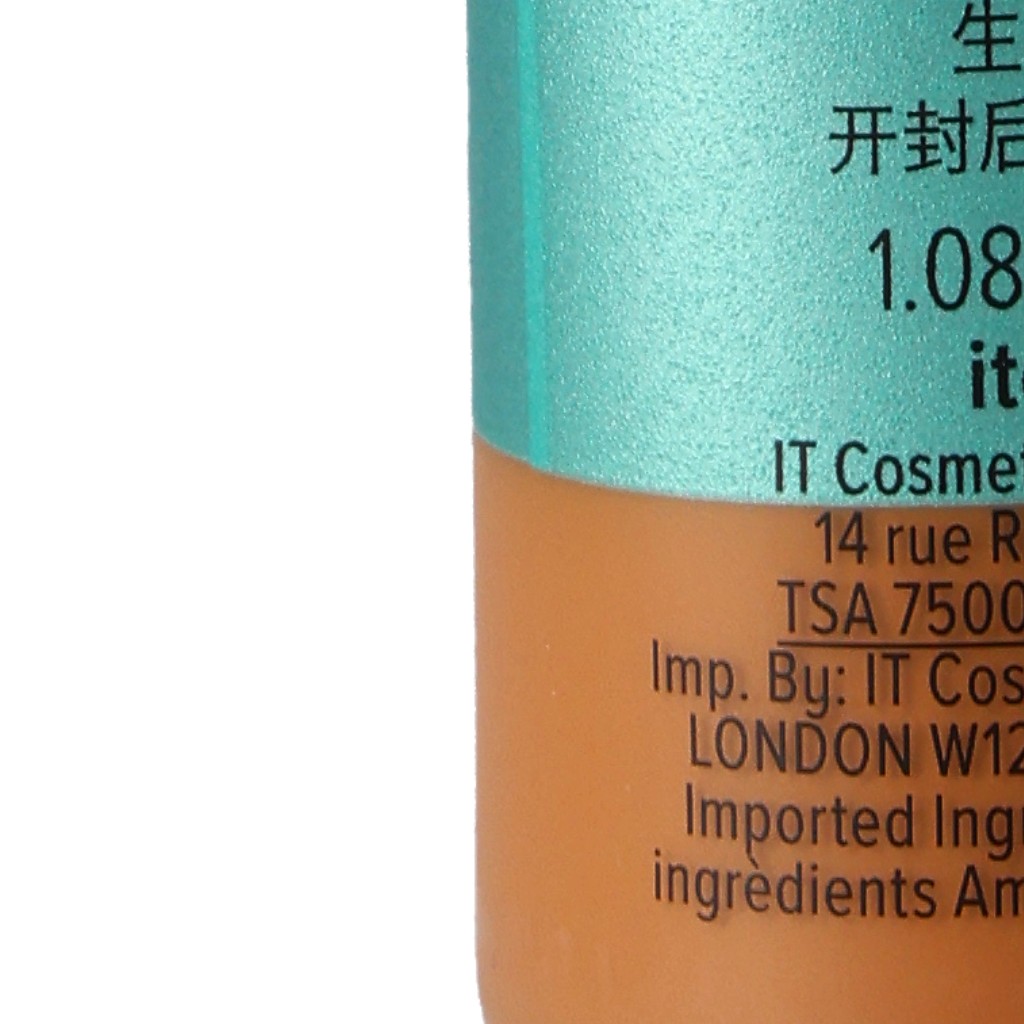 生
开封后
1.08
it
IT Cosmet
14 rue R
TSA 7500
Imp. By: IT Cos
LONDON W12
Imported Ingr
ingrèdients Am